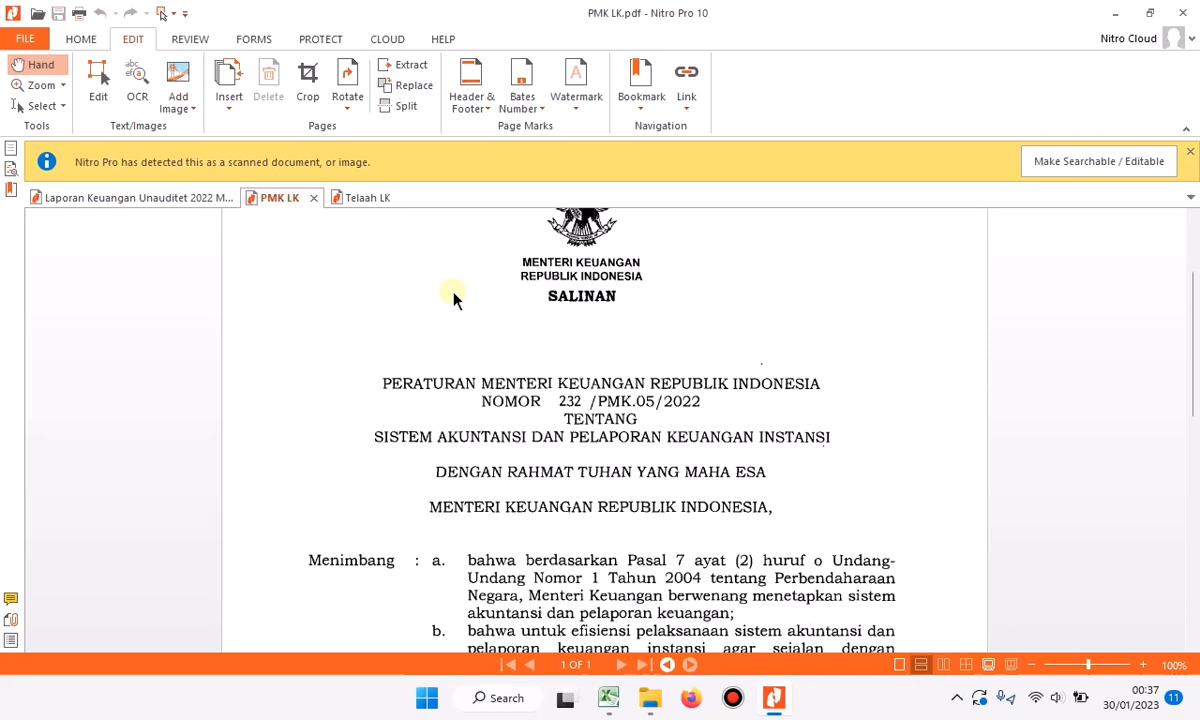 PMK LK.pdf - Nitro Pro 10
FILE HOME EDIT REVIEW FORMS PROTECT CLOUD HELP
Nitro Cloud
Hand
Zoom
Select
Tools
Edit
OCR
Add Image
Text/Images
Insert
Delete
Crop
Rotate
Extract
Replace
Split
Pages
Header & Footer
Bates Number
Watermark
Page Marks
Bookmark
Link
Navigation
Nitro Pro has detected this as a scanned document, or image.
Make Searchable / Editable
Laporan Keuangan Unauditet 2022 M...
PMK LK
Telaah LK
MENTERI KEUANGAN
REPUBLIK INDONESIA
SALINAN
PERATURAN MENTERI KEUANGAN REPUBLIK INDONESIA
NOMOR 232 /PMK.05/2022
TENTANG
SISTEM AKUNTANSI DAN PELAPORAN KEUANGAN INSTANSI
DENGAN RAHMAT TUHAN YANG MAHA ESA
MENTERI KEUANGAN REPUBLIK INDONESIA,
Menimbang : a. bahwa berdasarkan Pasal 7 ayat (2) huruf o Undang-
Undang Nomor 1 Tahun 2004 tentang Perbendaharaan
Negara, Menteri Keuangan berwenang menetapkan sistem
akuntansi dan pelaporan keuangan;
b. bahwa untuk efisiensi pelaksanaan sistem akuntansi dan
pelaporan keuangan instansi agar sejalan dengan
1 OF 1
100%
Search
00:37
30/01/2023
11